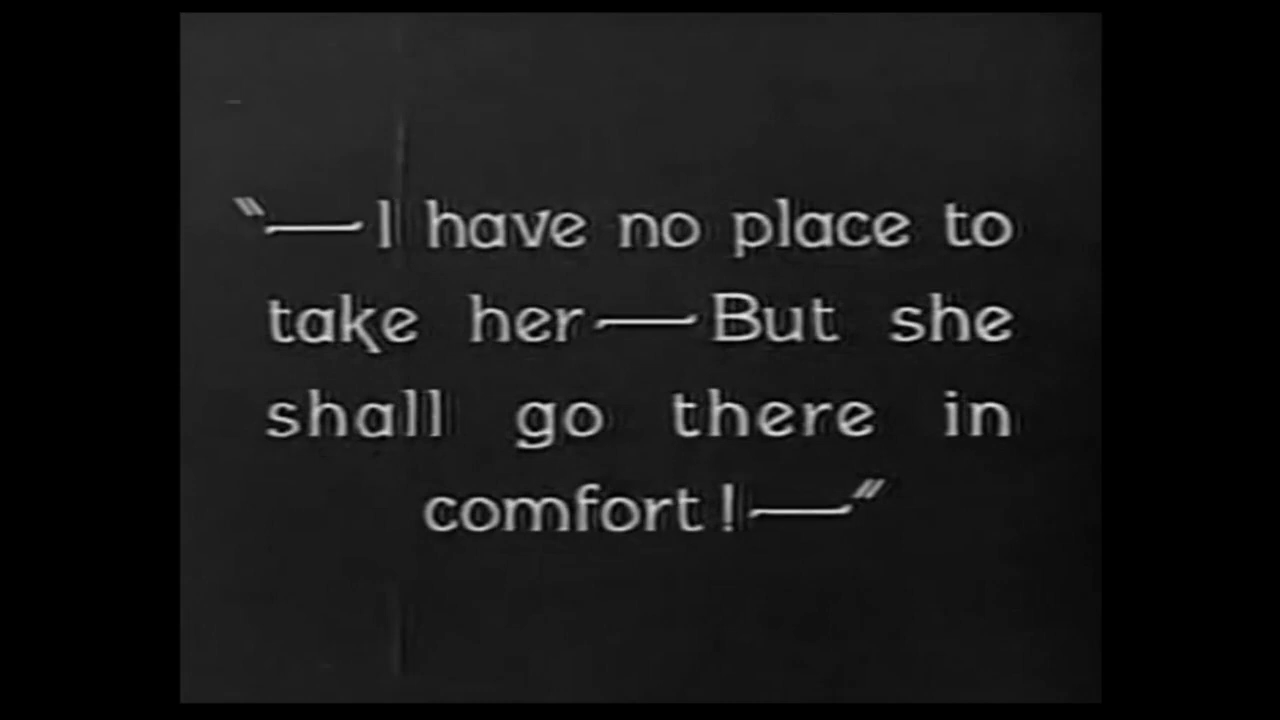 "—I have no place to
take her—But she
shall go there in
comfort!—"